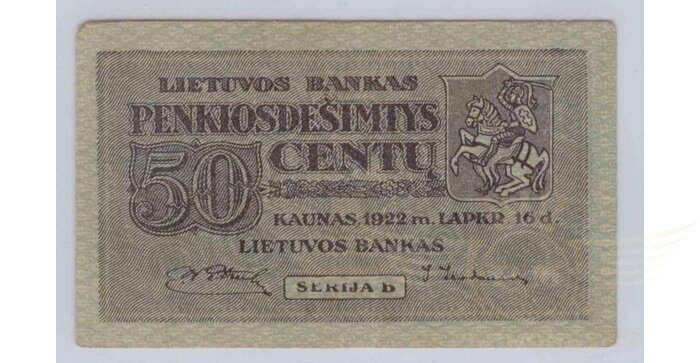 LIETUVOS BANKAS
PENKIOSDEŠIMTYS
50 CENTŲ
KAUNAS, 1922 m. LAPKR. 16 d.
LIETUVOS BANKAS
SERIJA B